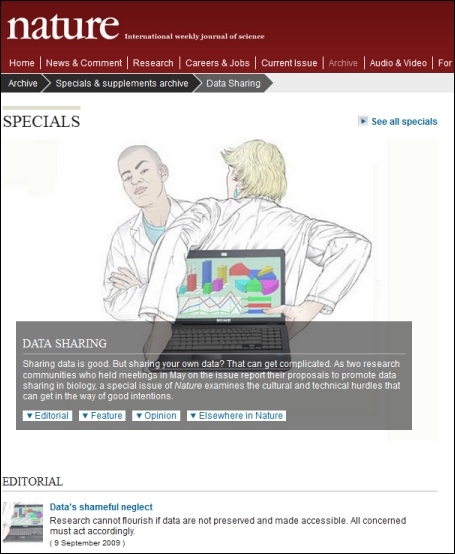 nature International weekly journal of science
Home News & Comment Research Careers & Jobs Current Issue Archive Audio & Video For
Archive Specials & supplements archive Data Sharing
SPECIALS
See all specials
MINE
DATA SHARING
Sharing data is good. But sharing your own data? That can get complicated. As two research
communities who held meetings in May on the issue report their proposals to promote data
sharing in biology, a special issue of Nature examines the cultural and technical hurdles that
can get in the way of good intentions.
Editorial Feature Opinion Elsewhere in Nature
EDITORIAL
Data's shameful neglect
Research cannot flourish if data are not preserved and made accessible. All concerned
must act accordingly.
( 9 September 2009 )